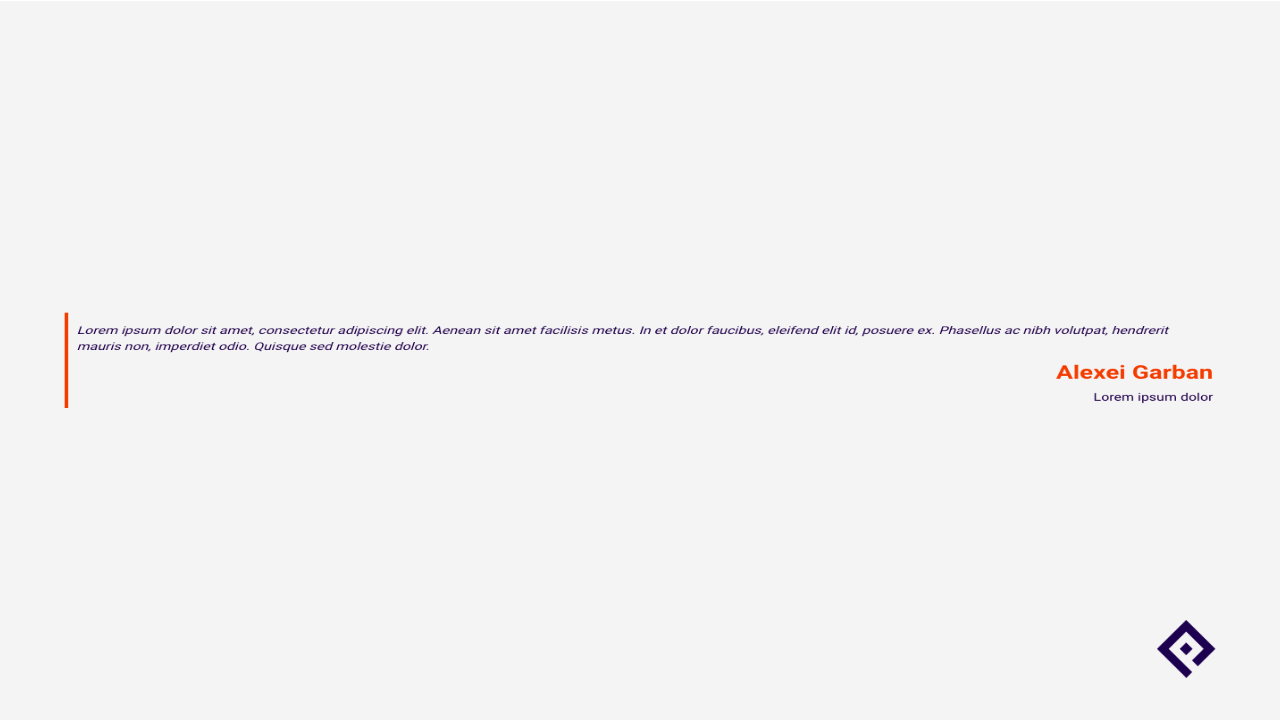 Lorem ipsum dolor sit amet, consectetur adipiscing elit. Aenean sit amet facilisis metus. In et dolor faucibus, eleifend elit id, posuere ex. Phasellus ac nibh volutpat, hendrerit
mauris non, imperdiet odio. Quisque sed molestie dolor.
Alexei Garban
Lorem ipsum dolor